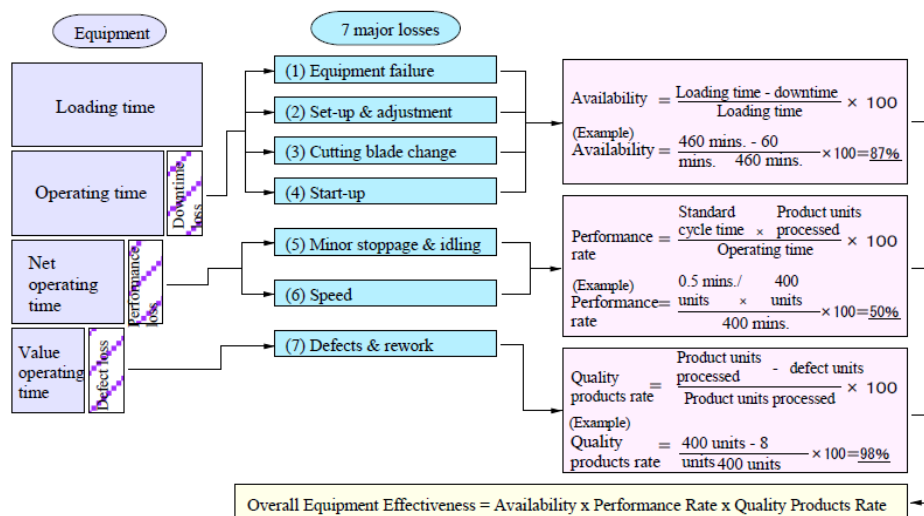 Equipment
7 major losses
Loading time
Operating time
Downtime
loss
Net operating
time
Performance
loss
Value
operating
time
Defect loss
(1) Equipment failure
(2) Set-up & adjustment
(3) Cutting blade change
(4) Start-up
(5) Minor stoppage & idling
(6) Speed
(7) Defects & rework
Availability = Loading time - downtime
Loading time
× 100
(Example)
Availability = 460 mins. - 60
mins. 460 mins.
×100=87%
Performance
rate
= Standard
cycle time × Product units
processed
Operating time
× 100
(Example)
Performance
rate
= 0.5 mins./
units × 400
units
400 mins.
×100=50%
Quality
products rate
= Product units
processed - defect units
Product units processed
× 100
(Example)
Quality
products rate
= 400 units - 8
units 400 units
×100=98%
Overall Equipment Effectiveness = Availability x Performance Rate x Quality Products Rate